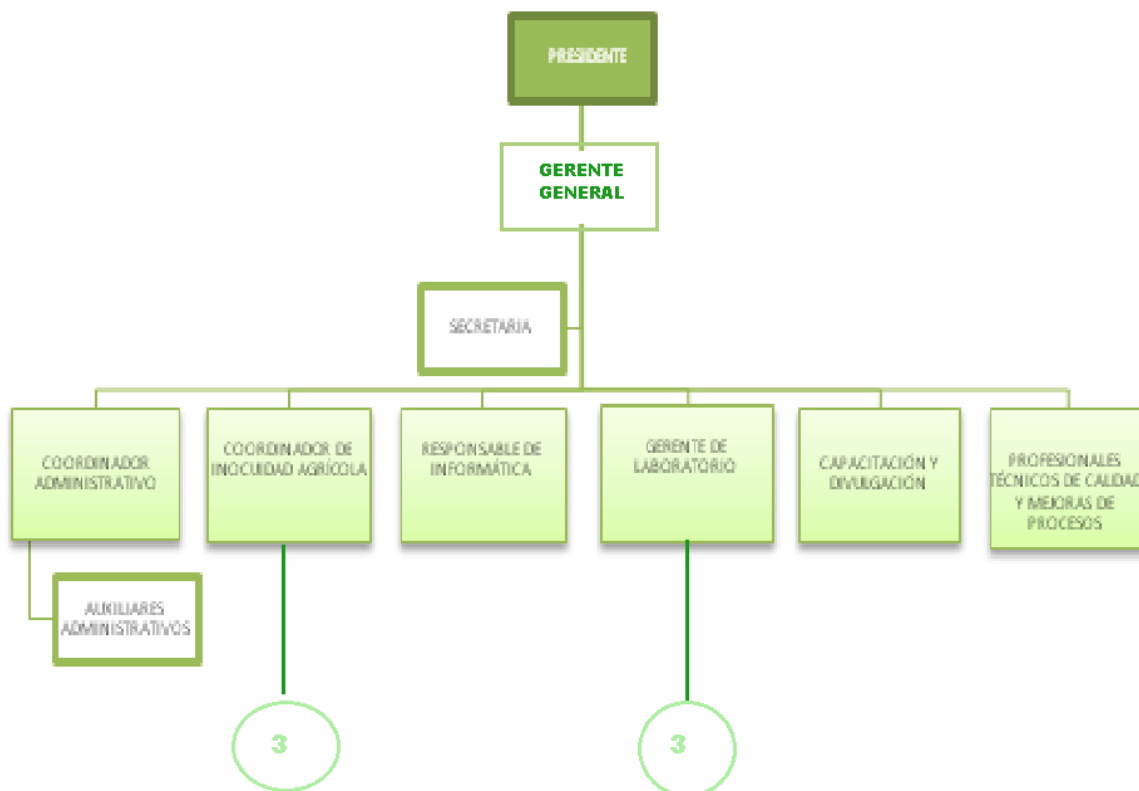 PRESIDENTE
GERENTE
GENERAL
SECRETARIA
COORDINADOR
ADMINISTRATIVO
COORDINADOR DE
INOCUIDAD AGRÍCOLA
RESPONSABLE DE
INFORMÁTICA
GERENTE DE
LABORATORIO
CAPACITACIÓN Y
DIVULGACIÓN
PROFESIONALES
TÉCNICOS DE CALIDAD
Y MEJORAS DE
PROCESOS
AUXILIARES
ADMINISTRATIVOS
3
3